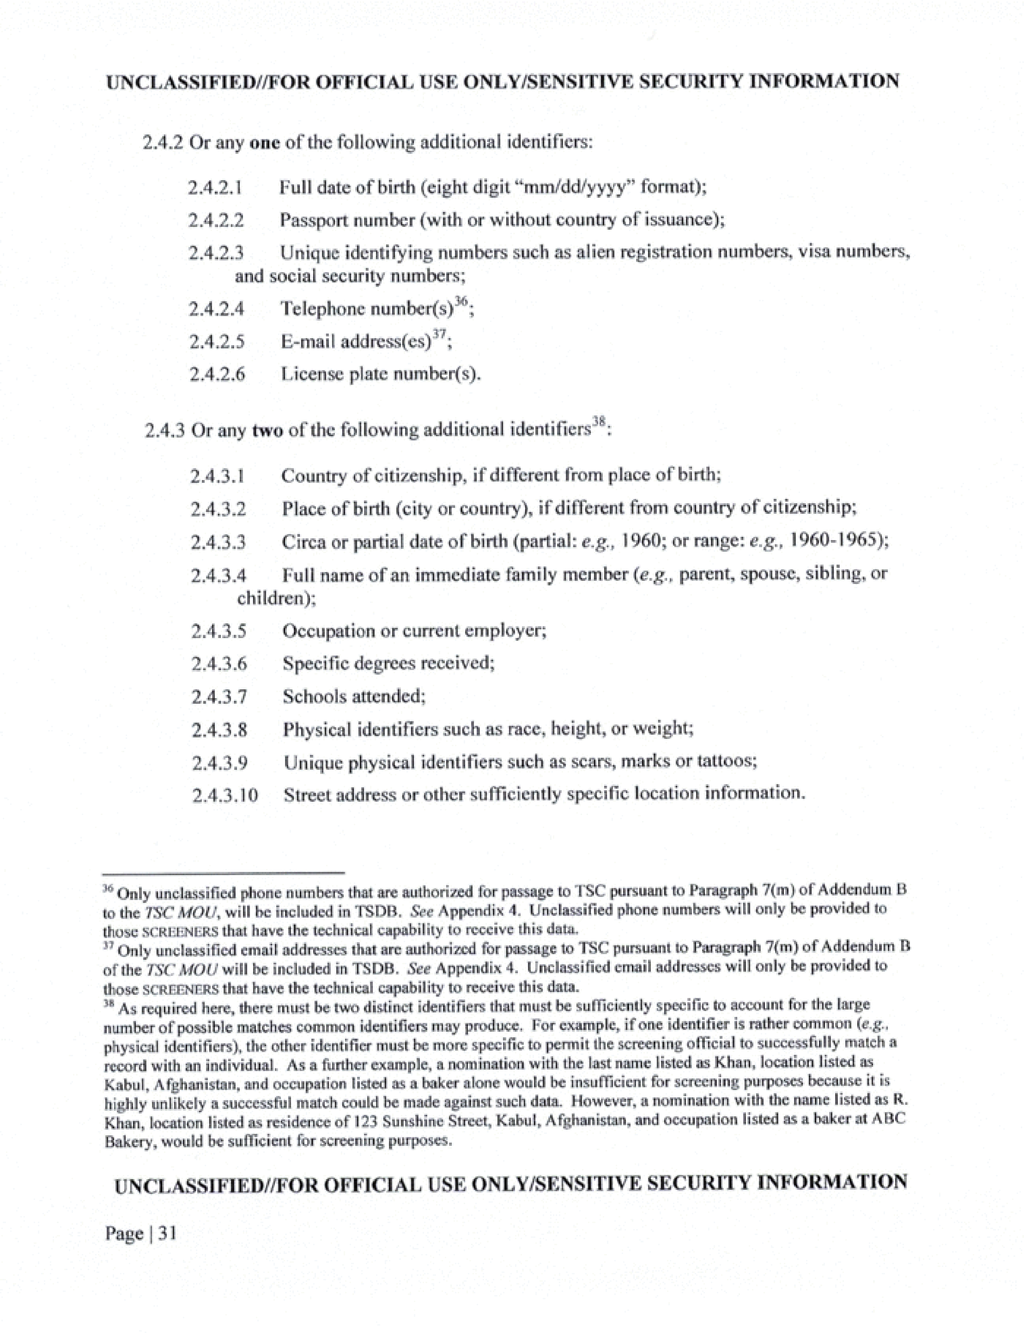 UNCLASSIFIED//FOR OFFICIAL USE ONLY/SENSITIVE SECURITY INFORMATION
2.4.2 Or any one of the following additional identifiers:
2.4.2.1 Full date of birth (eight digit “mm/dd/yyyy” format);
2.4.2.2 Passport number (with or without country of issuance);
2.4.2.3 Unique identifying numbers such as alien registration numbers, visa numbers,
and social security numbers;
2.4.2.4 Telephone number(s)36;
2.4.2.5 E-mail address(es)37;
2.4.2.6 License plate number(s).
2.4.3 Or any two of the following additional identifiers38:
2.4.3.1 Country of citizenship, if different from place of birth;
2.4.3.2 Place of birth (city or country), if different from country of citizenship;
2.4.3.3 Circa or partial date of birth (partial: e.g., 1960; or range: e.g., 1960-1965);
2.4.3.4 Full name of an immediate family member (e.g., parent, spouse, sibling, or
children);
2.4.3.5 Occupation or current employer;
2.4.3.6 Specific degrees received;
2.4.3.7 Schools attended;
2.4.3.8 Physical identifiers such as race, height, or weight;
2.4.3.9 Unique physical identifiers such as scars, marks or tattoos;
2.4.3.10 Street address or other sufficiently specific location information.
36 Only unclassified phone numbers that are authorized for passage to TSC pursuant to Paragraph 7(m) of Addendum B
to the TSC MOU, will be included in TSDB. See Appendix 4. Unclassified phone numbers will only be provided to
those SCREENERS that have the technical capability to receive this data.
37 Only unclassified email addresses that are authorized for passage to TSC pursuant to Paragraph 7(m) of Addendum B
of the TSC MOU will be included in TSDB. See Appendix 4. Unclassified email addresses will only be provided to
those SCREENERS that have the technical capability to receive this data.
38 As required here, there must be two distinct identifiers that must be sufficiently specific to account for the large
number of possible matches common identifiers may produce. For example, if one identifier is rather common (e.g.,
physical identifiers), the other identifier must be more specific to permit the screening official to successfully match a
record with an individual. As a further example, a nomination with the last name listed as Khan, location listed as
Kabul, Afghanistan, and occupation listed as a baker alone would be insufficient for screening purposes because it is
highly unlikely a successful match could be made against such data. However, a nomination with the name listed as R.
Khan, location listed as residence of 123 Sunshine Street, Kabul, Afghanistan, and occupation listed as a baker at ABC
Bakery, would be sufficient for screening purposes.
UNCLASSIFIED//FOR OFFICIAL USE ONLY/SENSITIVE SECURITY INFORMATION
Page | 31